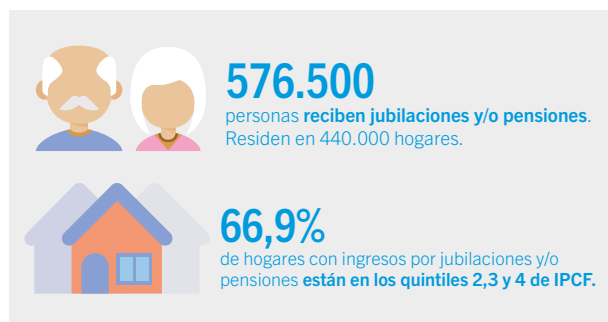 576.500
personas reciben jubilaciones y/o pensiones.
Residen en 440.000 hogares.
66,9%
de hogares con ingresos por jubilaciones y/o
pensiones están en los quintiles 2,3 y 4 de IPCF.